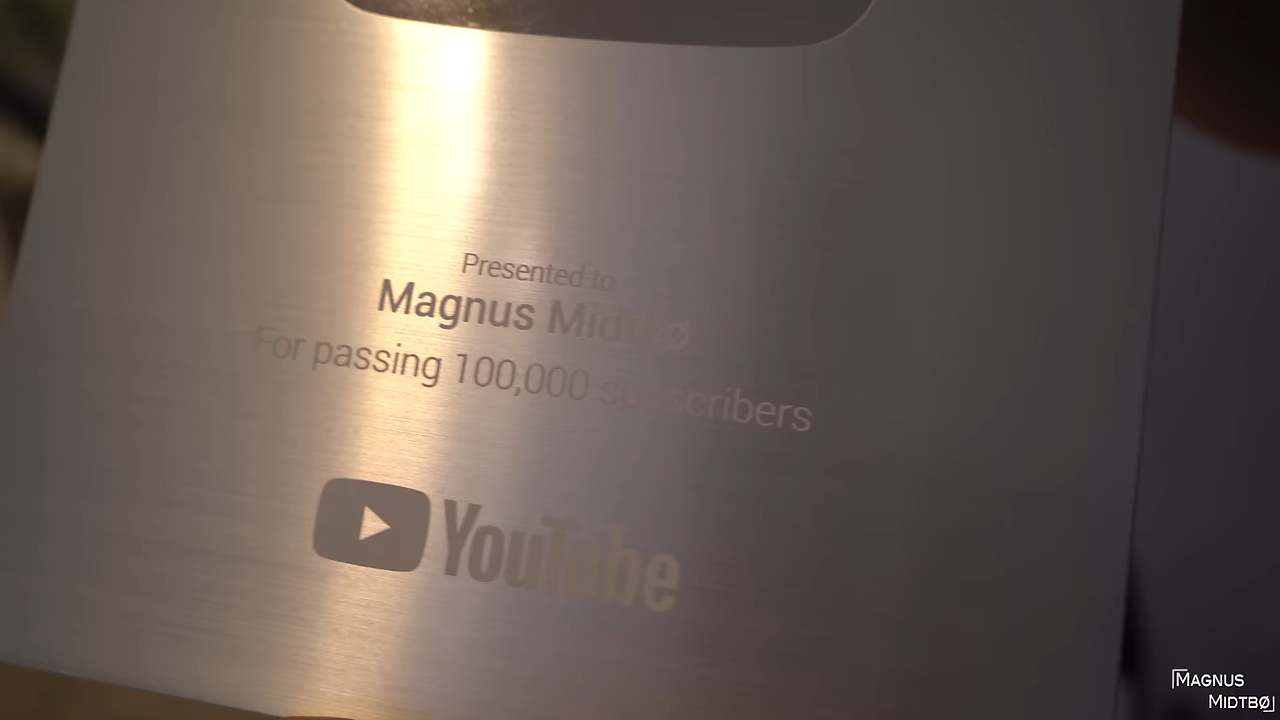 Presented to
Magnus Midtbø
For passing 100,000 subscribers
YouTube
MAGNUS
MIDTBØ